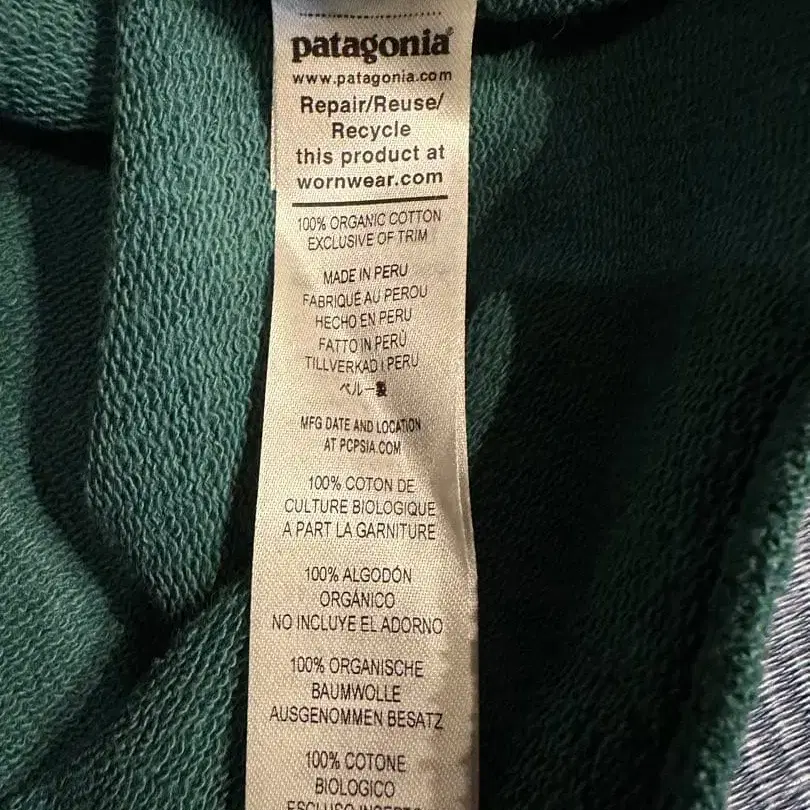 patagonia®
www.patagonia.com
Repair/Reuse/
Recycle
this product at
wornwear.com
100% ORGANIC COTTON
EXCLUSIVE OF TRIM
MADE IN PERU
FABRIQUÉ AU PEROU
HECHO EN PERU
FATTO IN PERÙ
TILLVERKAD I PERU
ペルー製
MFG DATE AND LOCATION
AT PCPSIA.COM
100% COTON DE
CULTURE BIOLOGIQUE
A PART LA GARNITURE
100% ALGODÓN
ORGÁNICO
NO INCLUYE EL ADORNO
100% ORGANISCHE
BAUMWOLLE
AUSGENOMMEN BESATZ
100% COTONE
BIOLOGICO
ESCLUSO INSERTO